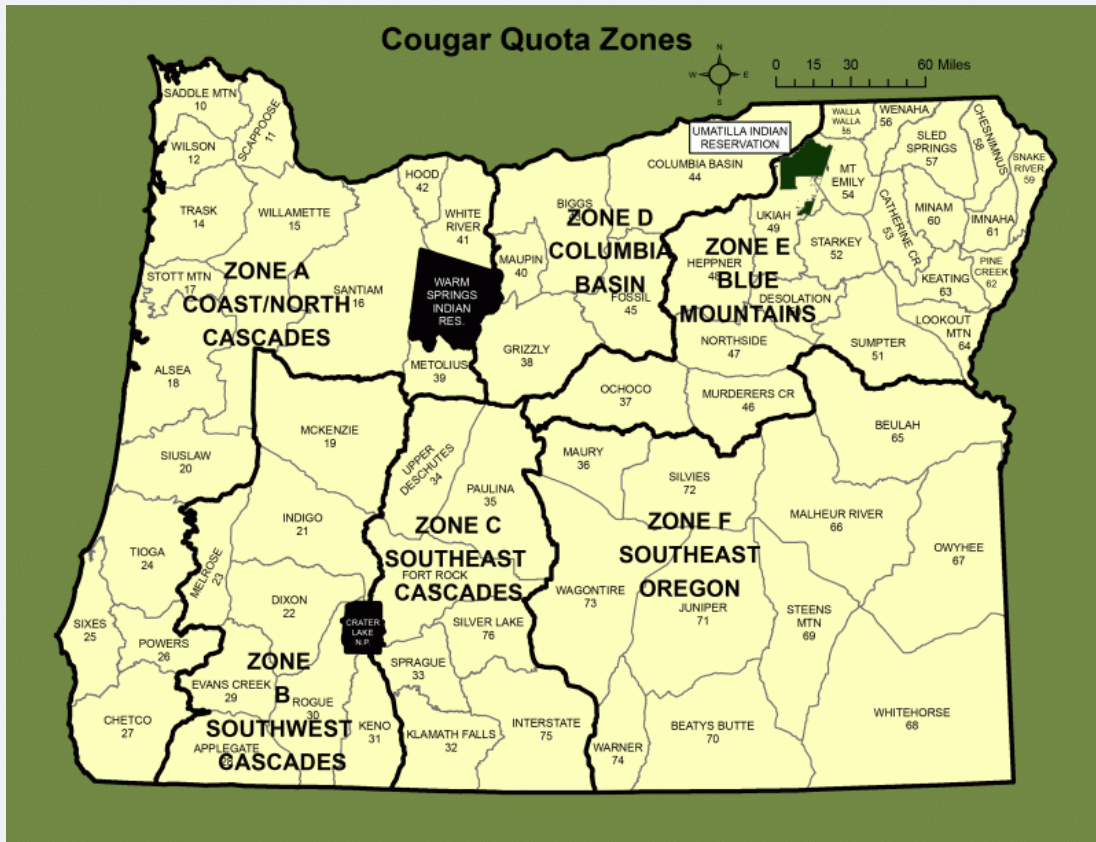 Cougar Quota Zones
N
W
E
S
0 15 30 60 Miles
SADDLE MTN
10
SCAPPOOSE
11
WILSON
12
TRASK
14
WILLAMETTE
15
STOTT MTN
17
ZONE A
COAST/NORTH
CASCADES
SANTIAM
16
ALSEA
18
SIUSLAW
20
HOOD
42
WHITE
RIVER
41
WARM
SPRINGS
INDIAN
RES.
METOLIUS
39
MCKENZIE
19
INDIGO
21
MELROSE
23
DIXON
22
TIOGA
24
SIXES
25
POWERS
26
CHETCO
27
EVANS CREEK
29
ZONE
B
SOUTHWEST
CASCADES
ROGUE
30
APPLEGATE
KENO
31
CRATER
LAKE
N.P.
UPPER
DESCHUTES
34
PAULINA
35
ZONE C
SOUTHEAST
CASCADES
FORT ROCK
SILVER LAKE
76
SPRAGUE
33
KLAMATH FALLS
32
INTERSTATE
75
COLUMBIA BASIN
44
BIGGS
ZONE D
COLUMBIA
BASIN
MAUPIN
40
FOSSIL
45
GRIZZLY
38
UMATILLA INDIAN
RESERVATION
WALLA
WALLA
55
WENAHA
56
SLED
SPRINGS
57
CHESNIMNUS
58
SNAKE
RIVER
59
MT
EMILY
54
CATHERINE CR
53
MINAM
60
IMNAHA
61
UKIAH
49
STARKEY
52
KEATING
63
PINE
CREEK
62
ZONE E
BLUE
MOUNTAINS
HEPPNER
48
DESOLATION
NORTHSIDE
47
SUMPTER
51
LOOKOUT
MTN
64
OCHOCO
37
MURDERERS CR
46
BEULAH
65
MAURY
36
SILVIES
72
MALHEUR RIVER
66
OWYHEE
67
ZONE F
SOUTHEAST
OREGON
WAGONTIRE
73
JUNIPER
71
STEENS
MTN
69
WHITEHORSE
68
BEATYS BUTTE
70
WARNER
74